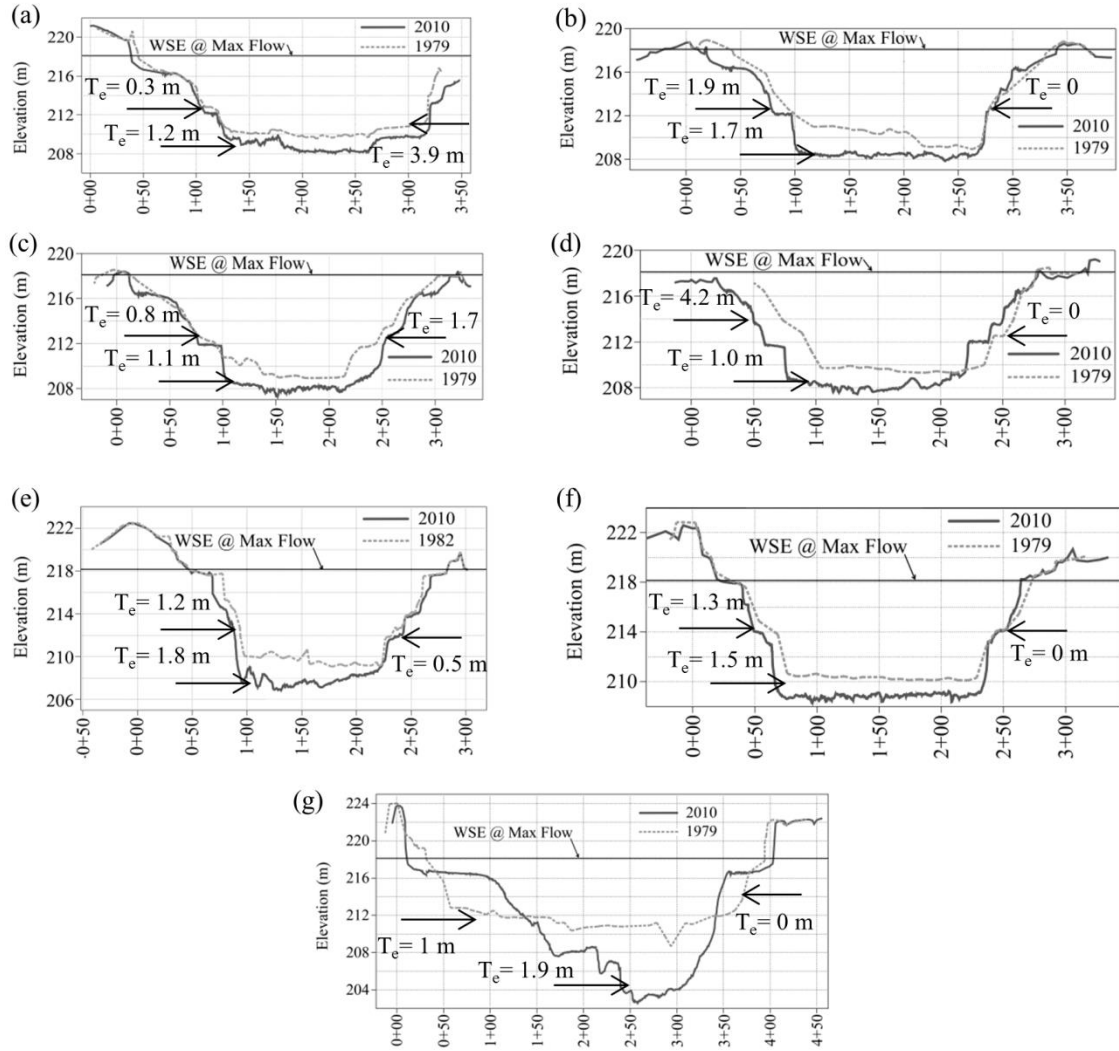 (a)
Elevation (m)
220
216
212
208
WSE @ Max Flow
2010
1979
Te= 0.3 m
Te= 1.2 m
Te= 3.9 m
0+00
0+50
1+00
1+50
2+00
2+50
3+00
3+50
(b)
Elevation (m)
220
216
212
208
WSE @ Max Flow
Te= 1.9 m
Te= 1.7 m
Te= 0
2010
1979
0+00
0+50
1+00
1+50
2+00
2+50
3+00
3+50
(c)
Elevation (m)
220
216
212
208
WSE @ Max Flow
Te= 0.8 m
Te= 1.1 m
Te= 1.7
2010
1979
0+00
0+50
1+00
1+50
2+00
2+50
3+00
(d)
Elevation (m)
220
216
212
208
WSE @ Max Flow
Te= 4.2 m
Te= 1.0 m
Te= 0
2010
1979
0+00
0+50
1+00
1+50
2+00
2+50
3+00
(e)
Elevation (m)
222
218
214
210
206
WSE @ Max Flow
2010
1982
Te= 1.2 m
Te= 1.8 m
Te= 0.5 m
-0+50
0+00
0+50
1+00
1+50
2+00
2+50
3+00
(f)
Elevation (m)
222
218
214
210
WSE @ Max Flow
2010
1979
Te= 1.3 m
Te= 1.5 m
Te= 0 m
0+00
0+50
1+00
1+50
2+00
2+50
3+00
(g)
Elevation (m)
224
220
216
212
208
204
WSE @ Max Flow
2010
1979
Te= 1 m
Te= 1.9 m
Te= 0 m
0+00
0+50
1+00
1+50
2+00
2+50
3+00
3+50
4+00
4+50